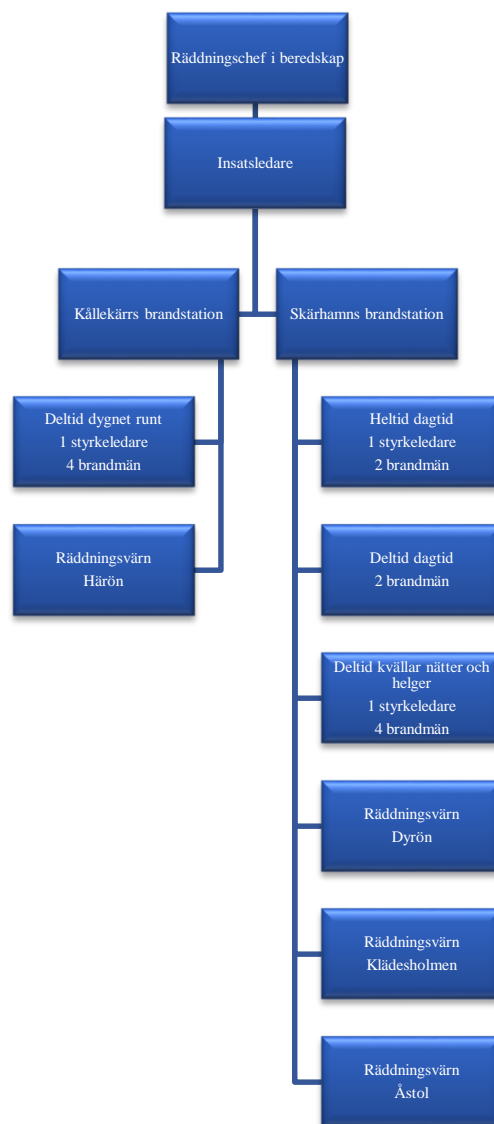 Räddningschef i beredskap
Insatsledare
Kållekärrs brandstation
Skärhamns brandstation
Deltid dygnet runt
1 styrkeledare
4 brandmän
Räddningsvärn
Härön
Heltid dagtid
1 styrkeledare
2 brandmän
Deltid dagtid
2 brandmän
Deltid kvällar nätter och
helger
1 styrkeledare
4 brandmän
Räddningsvärn
Dyrön
Räddningsvärn
Klädesholmen
Räddningsvärn
Åstol